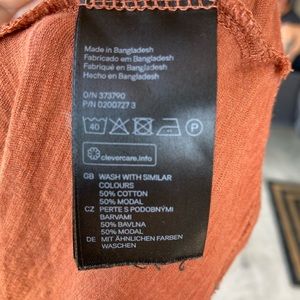 Made in Bangladesh
Fabricado em Bangladesh
Fabriqué en Bangladesh
Hecho en Bangladesh
O/N 373790
P/N 0200727 3
40
P
clevercare.info
GB WASH WITH SIMILAR
COLOURS
50% COTTON
50% MODAL
CZ PERTE S PODOBNÝMI
BARVAMI
50% BAVLNA
50% MODAL
DE MIT ÄHNLICHEN FARBEN
WASCHEN